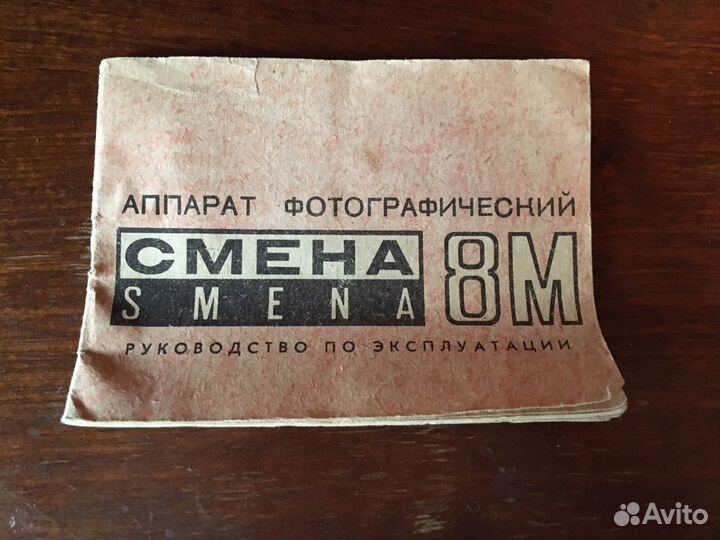 АППАРАТ ФОТОГРАФИЧЕСКИЙ
СМЕНА
SMENA 8М
РУКОВОДСТВО ПО ЭКСПЛУАТАЦИИ
Avito